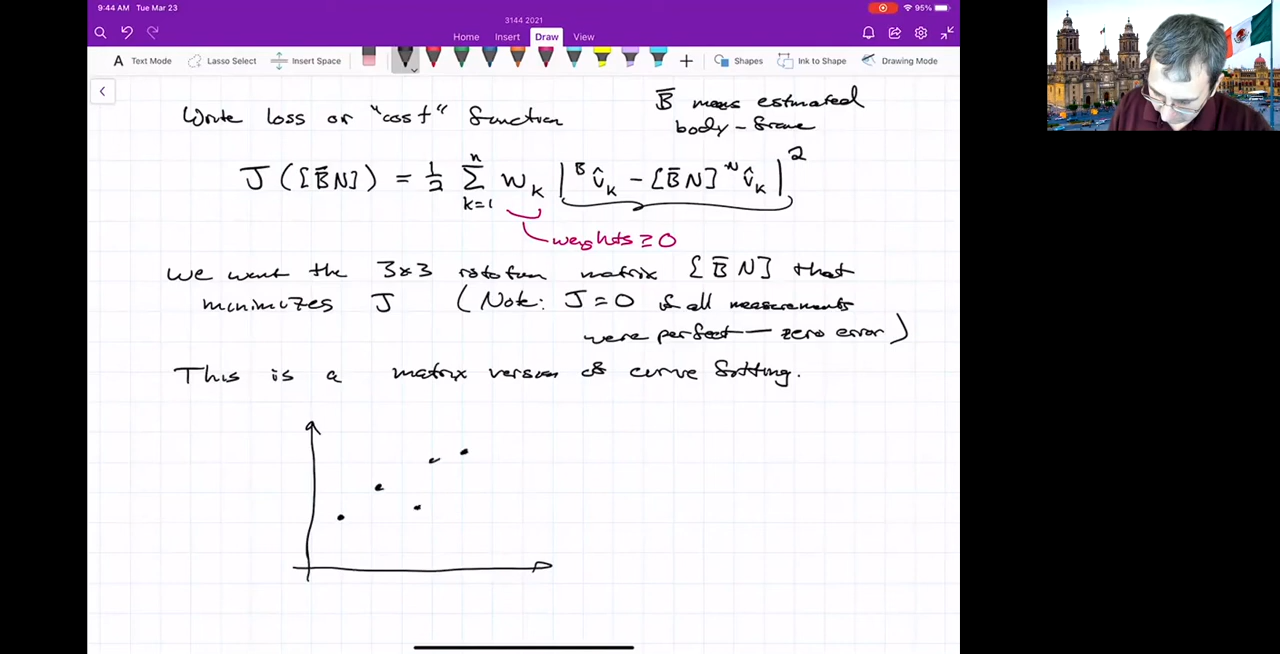 9:44 AM Tue Mar 23
95%
3144 2021
Home Insert Draw View
Text Mode Lasso Select Insert Space Shapes Ink to Shape Drawing Mode
Write loss or "cost" function
B̄ means estimated
body-frame
J([B̄N]) = 1/2 Σ_{k=1}^{n} w_k |^B v̂_k − [B̄N] ^N v̂_k|^2
weights ≥ 0
We want the 3×3 rotation matrix [B̄N] that
minimizes J (Note: J=0 if all measurements
were perfect — zero error)
This is a matrix version of curve fitting.